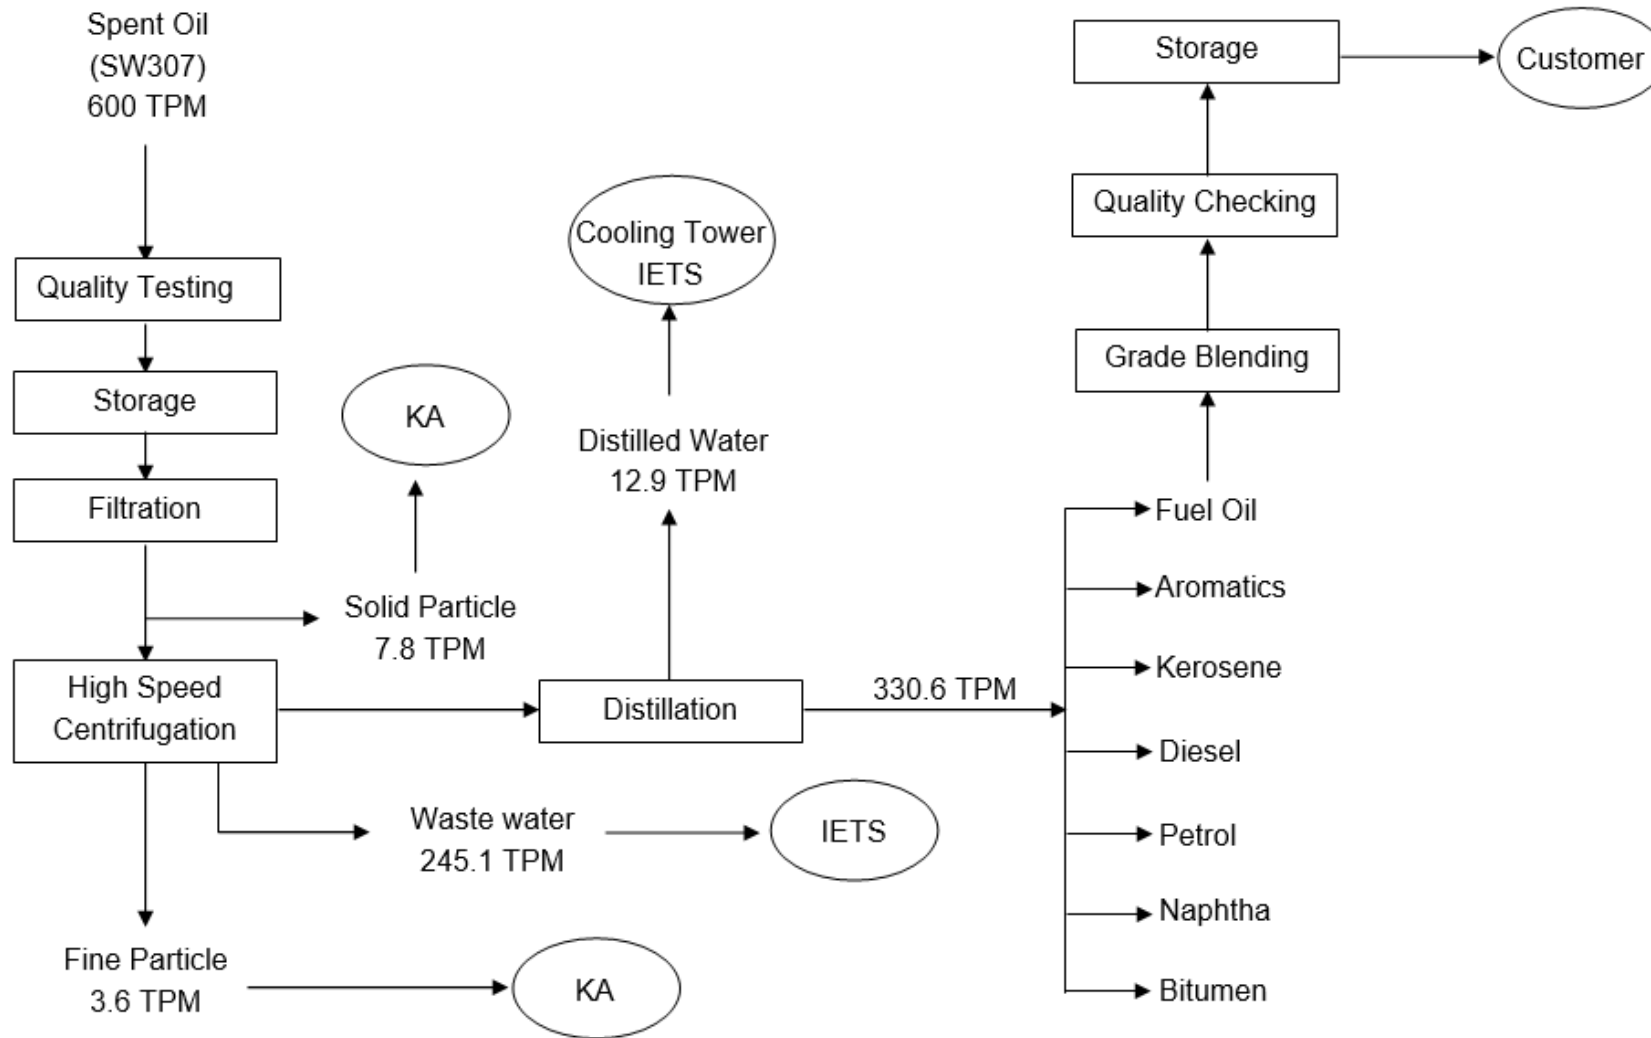 Spent Oil
(SW307)
600 TPM
Quality Testing
Storage
Filtration
KA
Solid Particle
7.8 TPM
High Speed
Centrifugation
Waste water
245.1 TPM
IETS
Fine Particle
3.6 TPM
KA
Cooling Tower
IETS
Distilled Water
12.9 TPM
Distillation
330.6 TPM
Storage
Customer
Quality Checking
Grade Blending
Fuel Oil
Aromatics
Kerosene
Diesel
Petrol
Naphtha
Bitumen